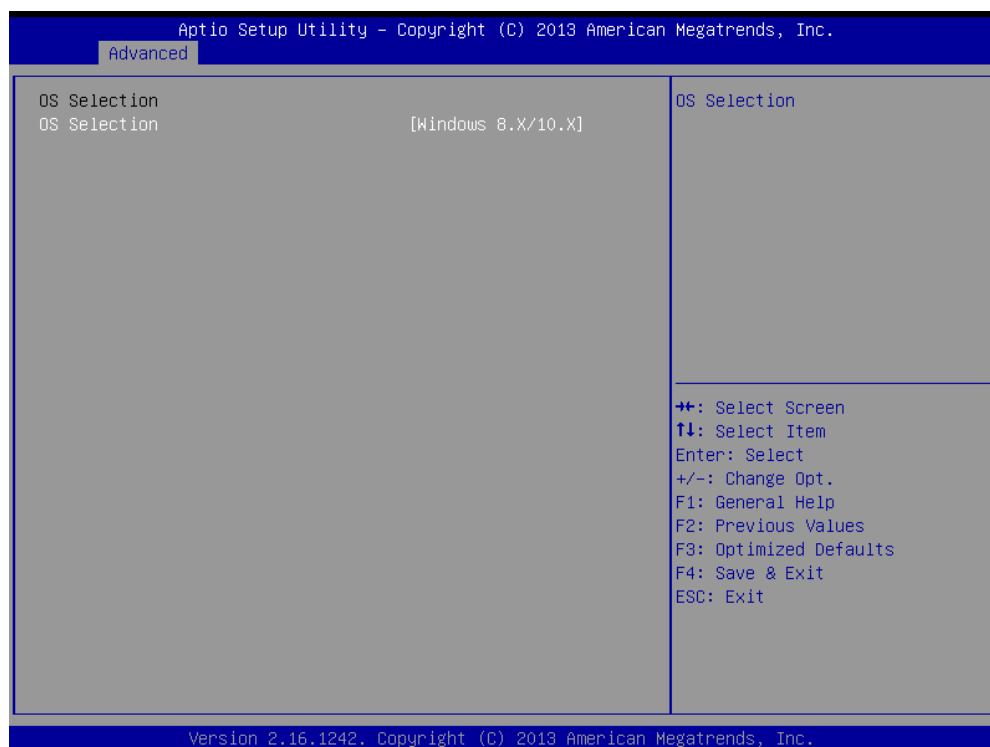 Aptio Setup Utility – Copyright (C) 2013 American Megatrends, Inc.
Advanced
OS Selection
OS Selection [Windows 8.X/10.X]
OS Selection
→←: Select Screen
↑↓: Select Item
Enter: Select
+/-: Change Opt.
F1: General Help
F2: Previous Values
F3: Optimized Defaults
F4: Save & Exit
ESC: Exit
Version 2.16.1242. Copyright (C) 2013 American Megatrends, Inc.